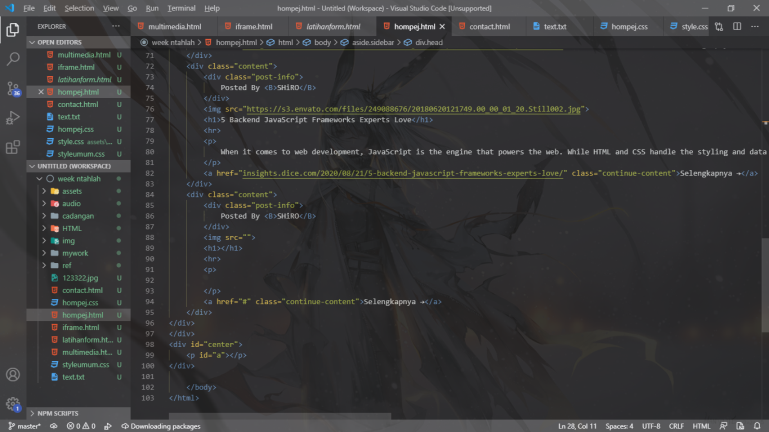 File Edit Selection View Go Run Terminal Help
hompej.html - Untitled (Workspace) - Visual Studio Code [Unsupported]
EXPLORER
multimedia.html
iframe.html
latihanform.html
hompej.html
contact.html
text.txt
hompej.css
style.css
OPEN EDITORS
multimedia.html U
iframe.html U
latihanform.html U
hompej.html U
contact.html U
text.txt U
hompej.css U
style.css assets\... U
styleumum.css U
UNTITLED (WORKSPACE)
week ntahlah
assets
audio
cadangan
HTML
img
mywork
ref
123322.jpg U
contact.html U
hompej.css U
hompej.html U
iframe.html U
latihanform.ht... U
multimedia.ht... U
styleumum.css U
text.txt U
NPM SCRIPTS
week ntahlah > hompej.html > html > body > aside.sidebar > div.head
71 </div>
72 <div class="content">
73 <div class="post-info">
74 Posted By <B>SHiRO</B>
75 </div>
76 <img src="https://s3.envato.com/files/249088676/20180620121749.00_00_01_20.Still002.jpg">
77 <h1>5 Backend JavaScript Frameworks Experts Love</h1>
78 <hr>
79 <p>
80 When it comes to web development, JavaScript is the engine that powers the web. While HTML and CSS handle the styling and data
81 </p>
82 <a href="insights.dice.com/2020/08/21/5-backend-javascript-frameworks-experts-love/" class="continue-content">Selengkapnya →</a>
83 </div>
84 <div class="content">
85 <div class="post-info">
86 Posted By <B>SHiRO</B>
87 </div>
88 <img src="">
89 <h1></h1>
90 <hr>
91 <p>
92
93 </p>
94 <a href="#" class="continue-content">Selengkapnya →</a>
95 </div>
96 </div>
97 </div>
98 <div id="center">
99 <p id="a"></p>
100 </div>
101
102 </body>
103 </html>
master* 0 0 Downloading packages
Ln 28, Col 11 Spaces: 4 UTF-8 CRLF HTML